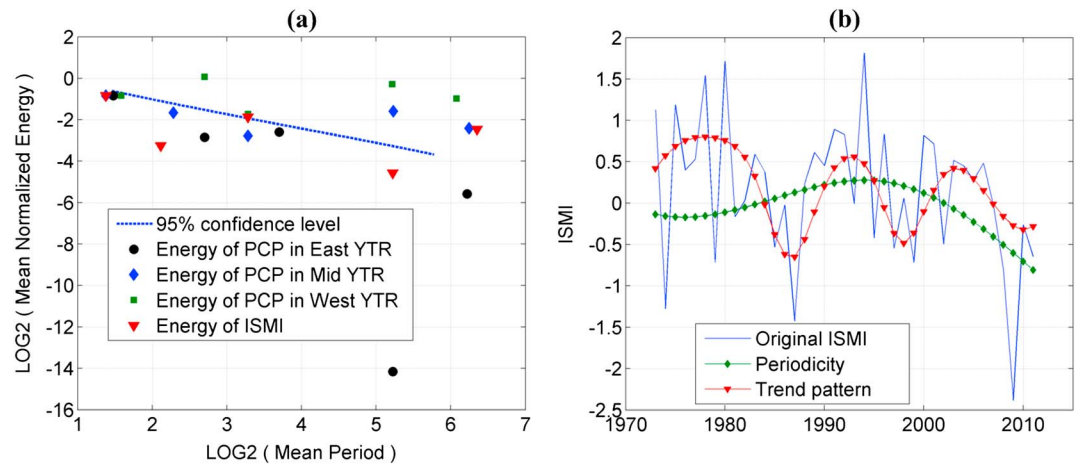 (a)
LOG2 ( Mean Normalized Energy )
2
0
-2
-4
-6
-8
-10
-12
-14
-16
95% confidence level
Energy of PCP in East YTR
Energy of PCP in Mid YTR
Energy of PCP in West YTR
Energy of ISMI
1 2 3 4 5 6 7
LOG2 ( Mean Period )
(b)
ISMI
1.5
1
0.5
0
-0.5
-1
-1.5
-2
-2.5
Original ISMI
Periodicity
Trend pattern
1970 1980 1990 2000 2010